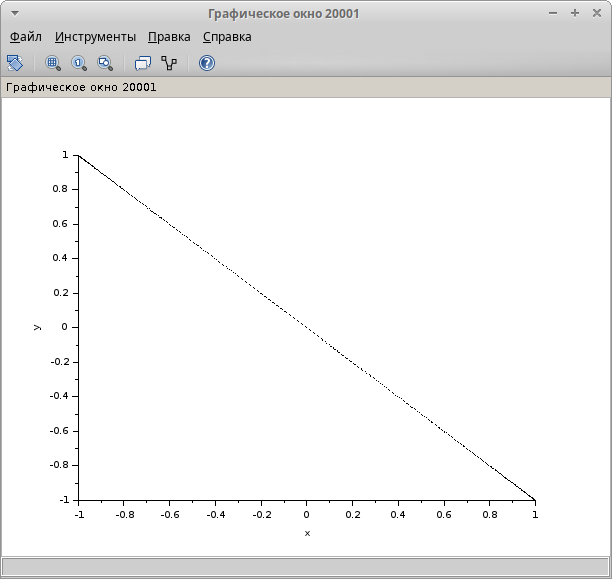 Графическое окно 20001
Файл Инструменты Правка Справка
Графическое окно 20001
1
0.8
0.6
0.4
0.2
0
-0.2
-0.4
-0.6
-0.8
-1
y
-1 -0.8 -0.6 -0.4 -0.2 0 0.2 0.4 0.6 0.8 1
x